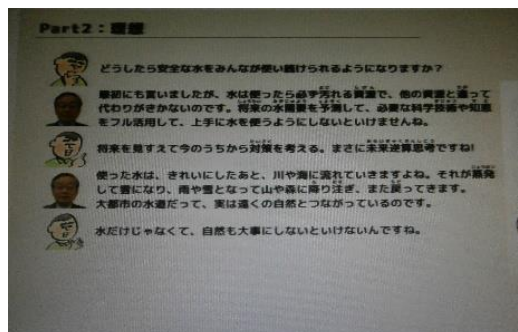 Part2：理想
どうしたら安全な水をみんなが使い続けられるようになりますか？
最初にも言いましたが、水は使ったら必ず汚れる資源で、他の資源と違って
代わりがきかないのです。将来の水需要を予測して、必要な科学技術や知恵
をフル活用して、上手に水を使うようにしないといけませんね。
将来を見すえて今のうちから対策を考える。まさに未来逆算思考ですね！
使った水は、きれいにしたあと、川や海に流れていきますよね。それが蒸発
して雲になり、雨や雪となって山や森に降り注ぎ、また戻ってきます。
大都市の水道だって、実は遠くの自然とつながっているのです。
水だけじゃなくて、自然も大事にしないといけないんですね。